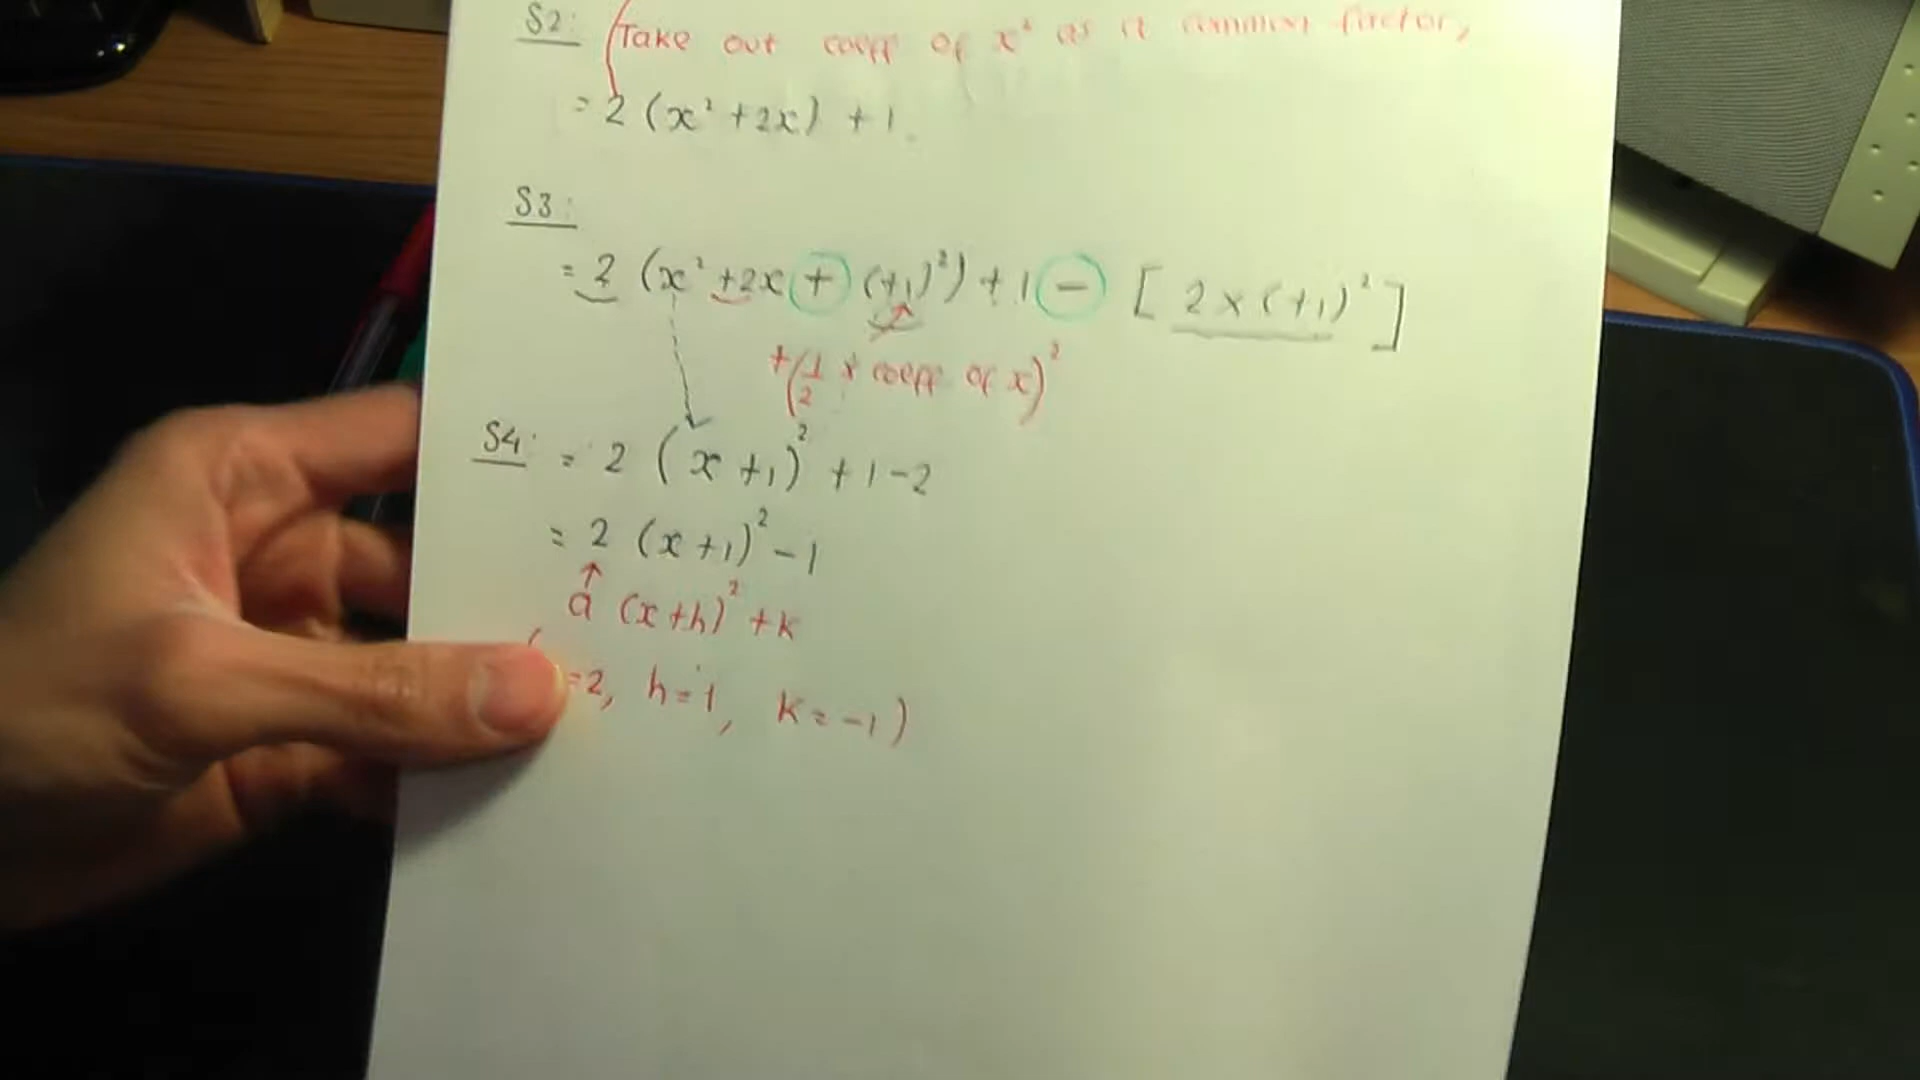 S2: (Take out coeff of x² as a common factor,
= 2 (x² + 2x) + 1
S3:
= 2 (x² + 2x + (+1)²) + 1 - [2 × (+1)²]
+(1/2 × coeff of x)²
S4: = 2 (x + 1)² + 1 - 2
= 2 (x + 1)² - 1
a (x + h)² + k
( =2, h = 1, k = -1)